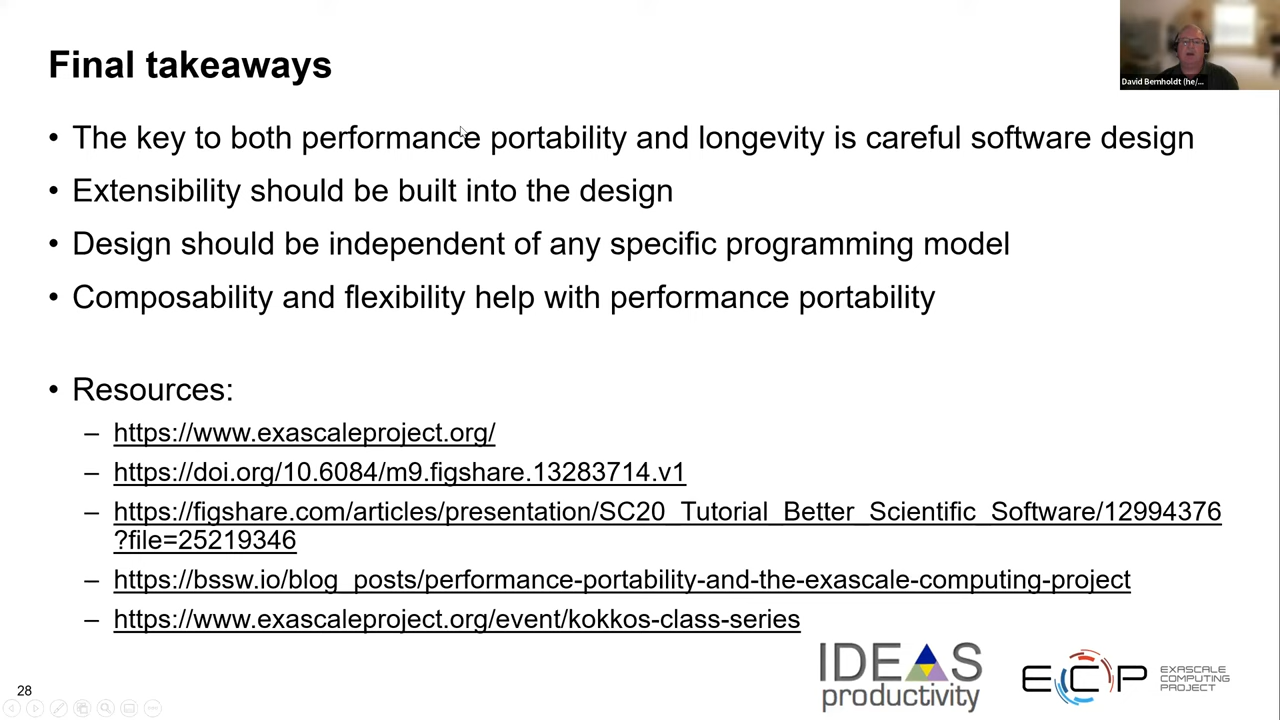 Final takeaways
David Bernholdt (he/...
• The key to both performance portability and longevity is careful software design
• Extensibility should be built into the design
• Design should be independent of any specific programming model
• Composability and flexibility help with performance portability
• Resources:
– https://www.exascaleproject.org/
– https://doi.org/10.6084/m9.figshare.13283714.v1
– https://figshare.com/articles/presentation/SC20_Tutorial_Better_Scientific_Software/12994376
?file=25219346
– https://bssw.io/blog_posts/performance-portability-and-the-exascale-computing-project
– https://www.exascaleproject.org/event/kokkos-class-series
IDEAS
productivity
ECP
EXASCALE
COMPUTING
PROJECT
28